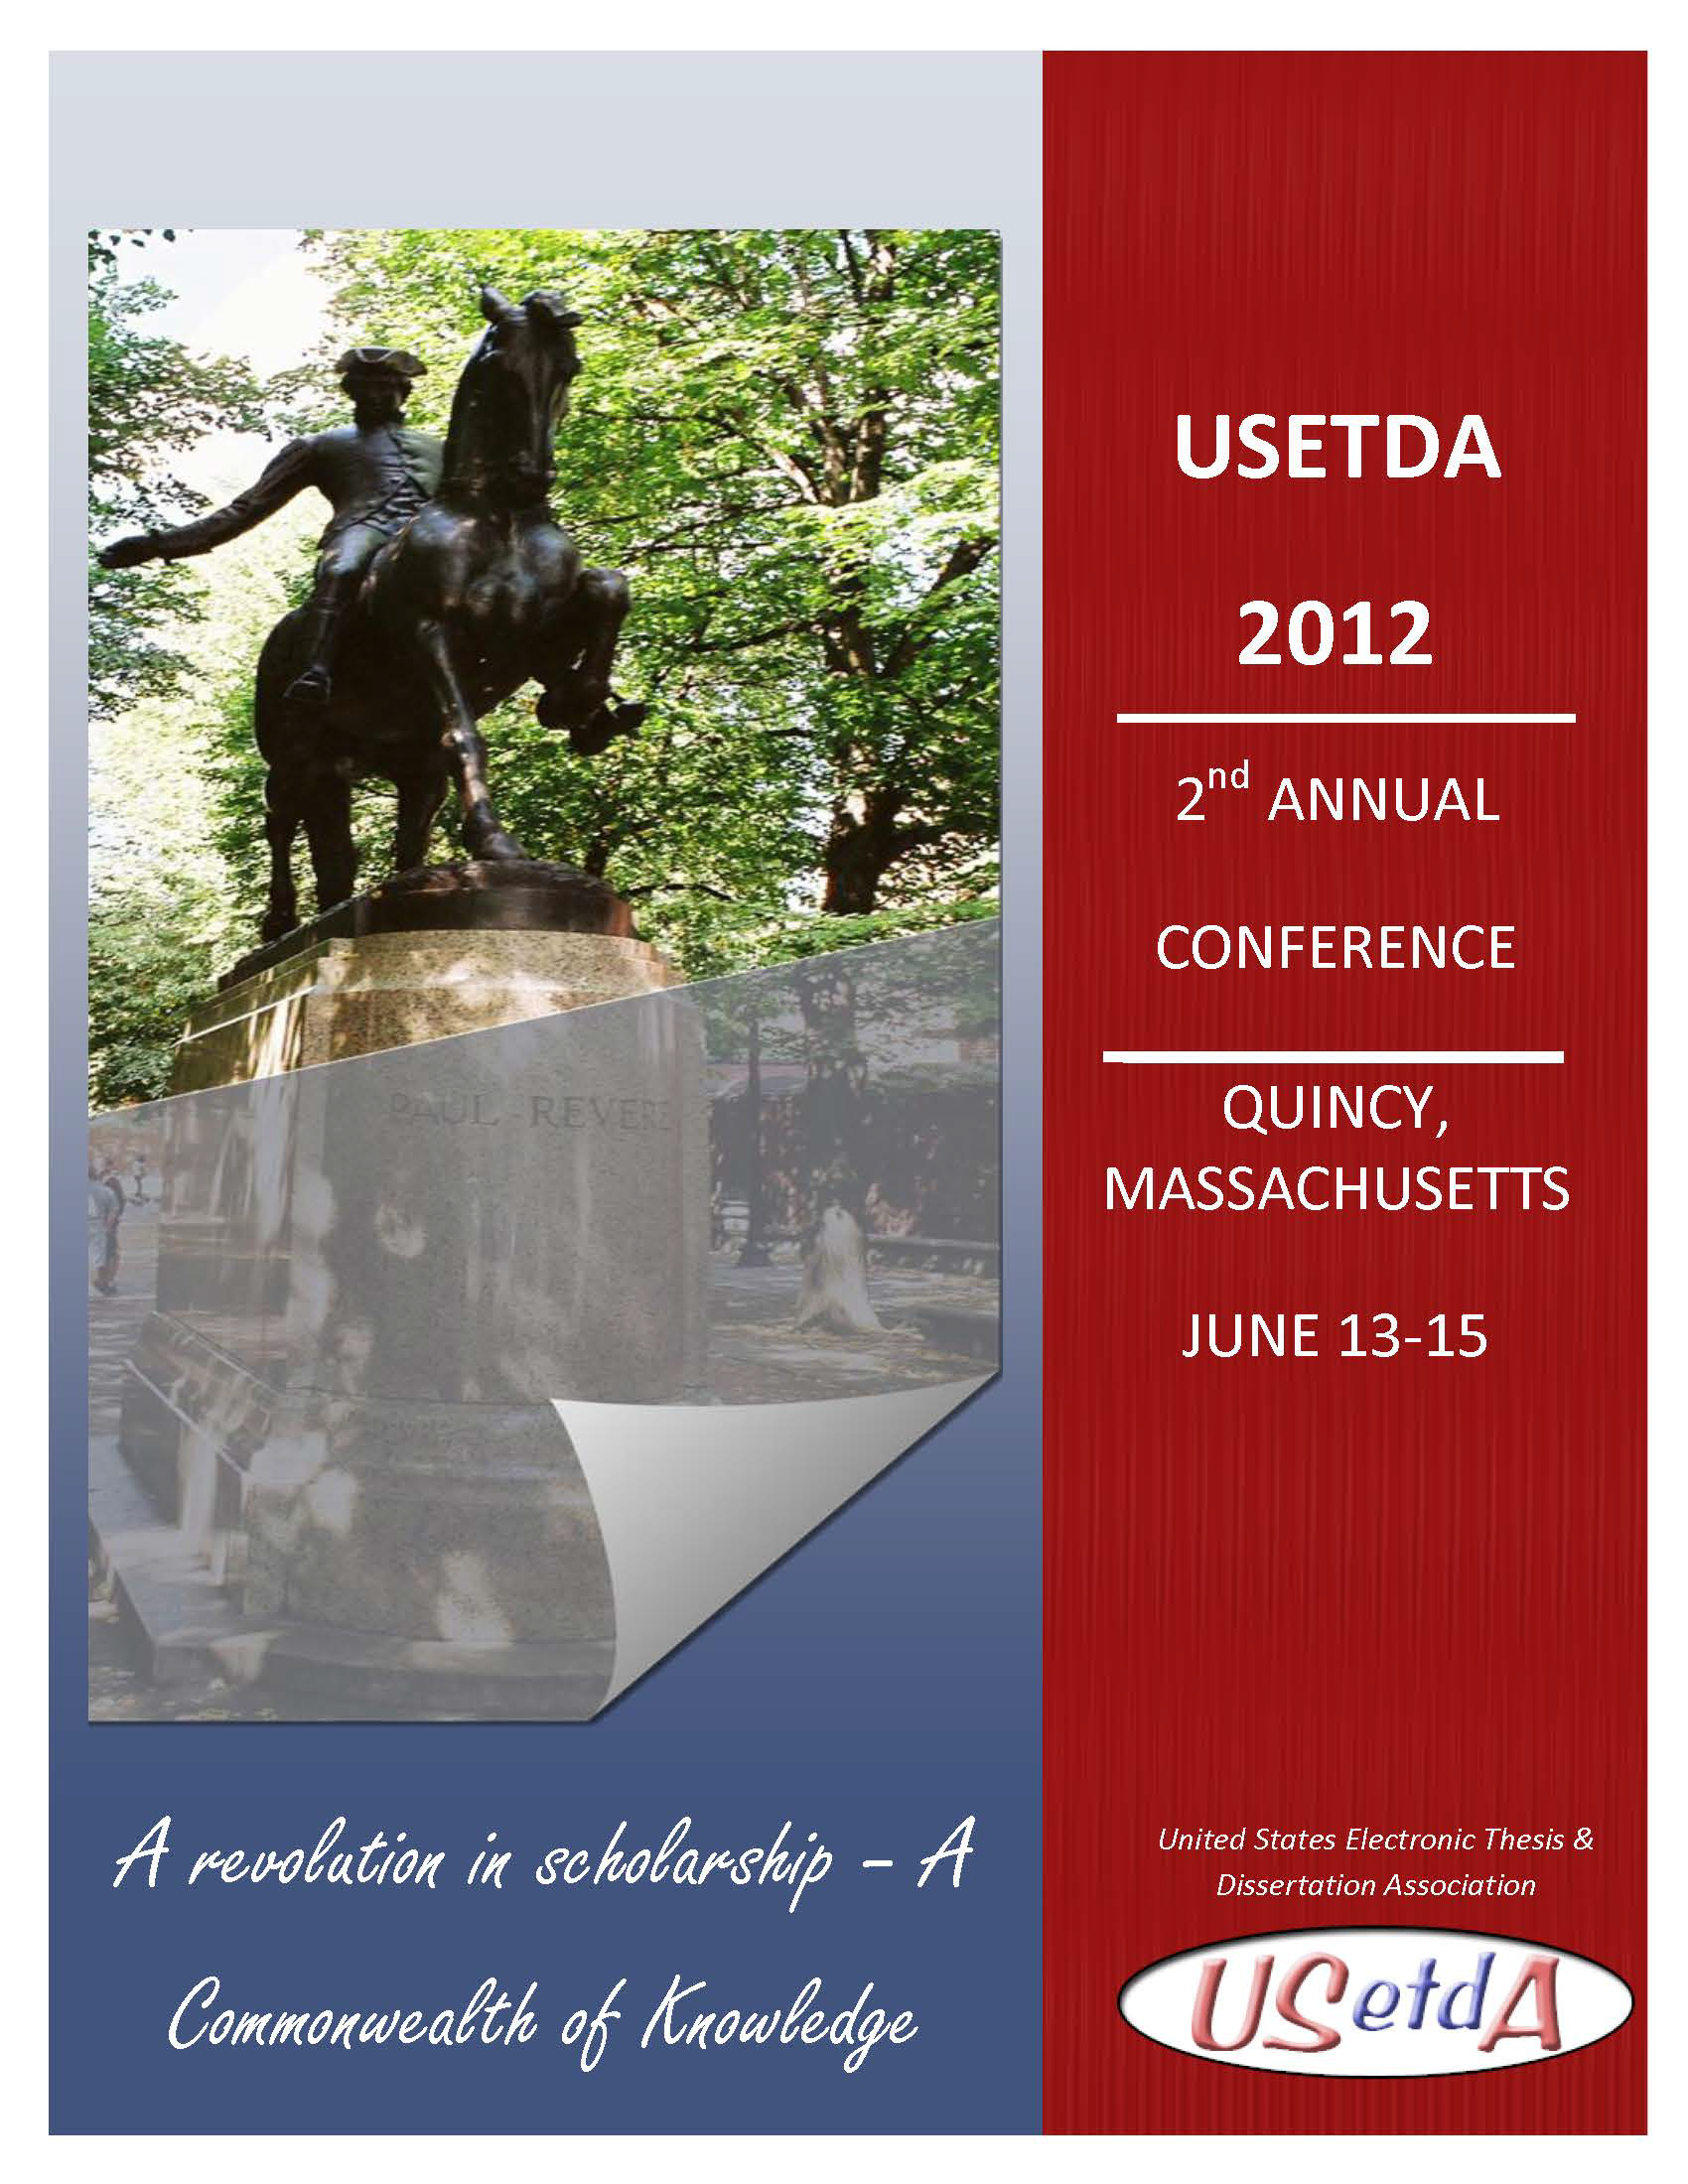 USETDA
2012
2nd ANNUAL
CONFERENCE
QUINCY,
MASSACHUSETTS
JUNE 13-15
PAUL REVERE
A revolution in scholarship – A
Commonwealth of Knowledge
United States Electronic Thesis &
Dissertation Association
USetdA